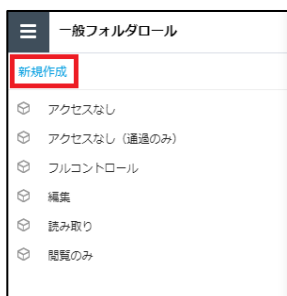 一般フォルダロール
新規作成
アクセスなし
アクセスなし（通過のみ）
フルコントロール
編集
読み取り
閲覧のみ